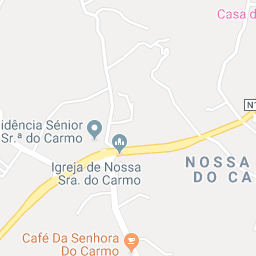 Casa d
N
idência Sénior
Sr.ª do Carmo
Igreja de Nossa
Sra. do Carmo
NOSSA
DO CA
Café Da Senhora
Do Carmo